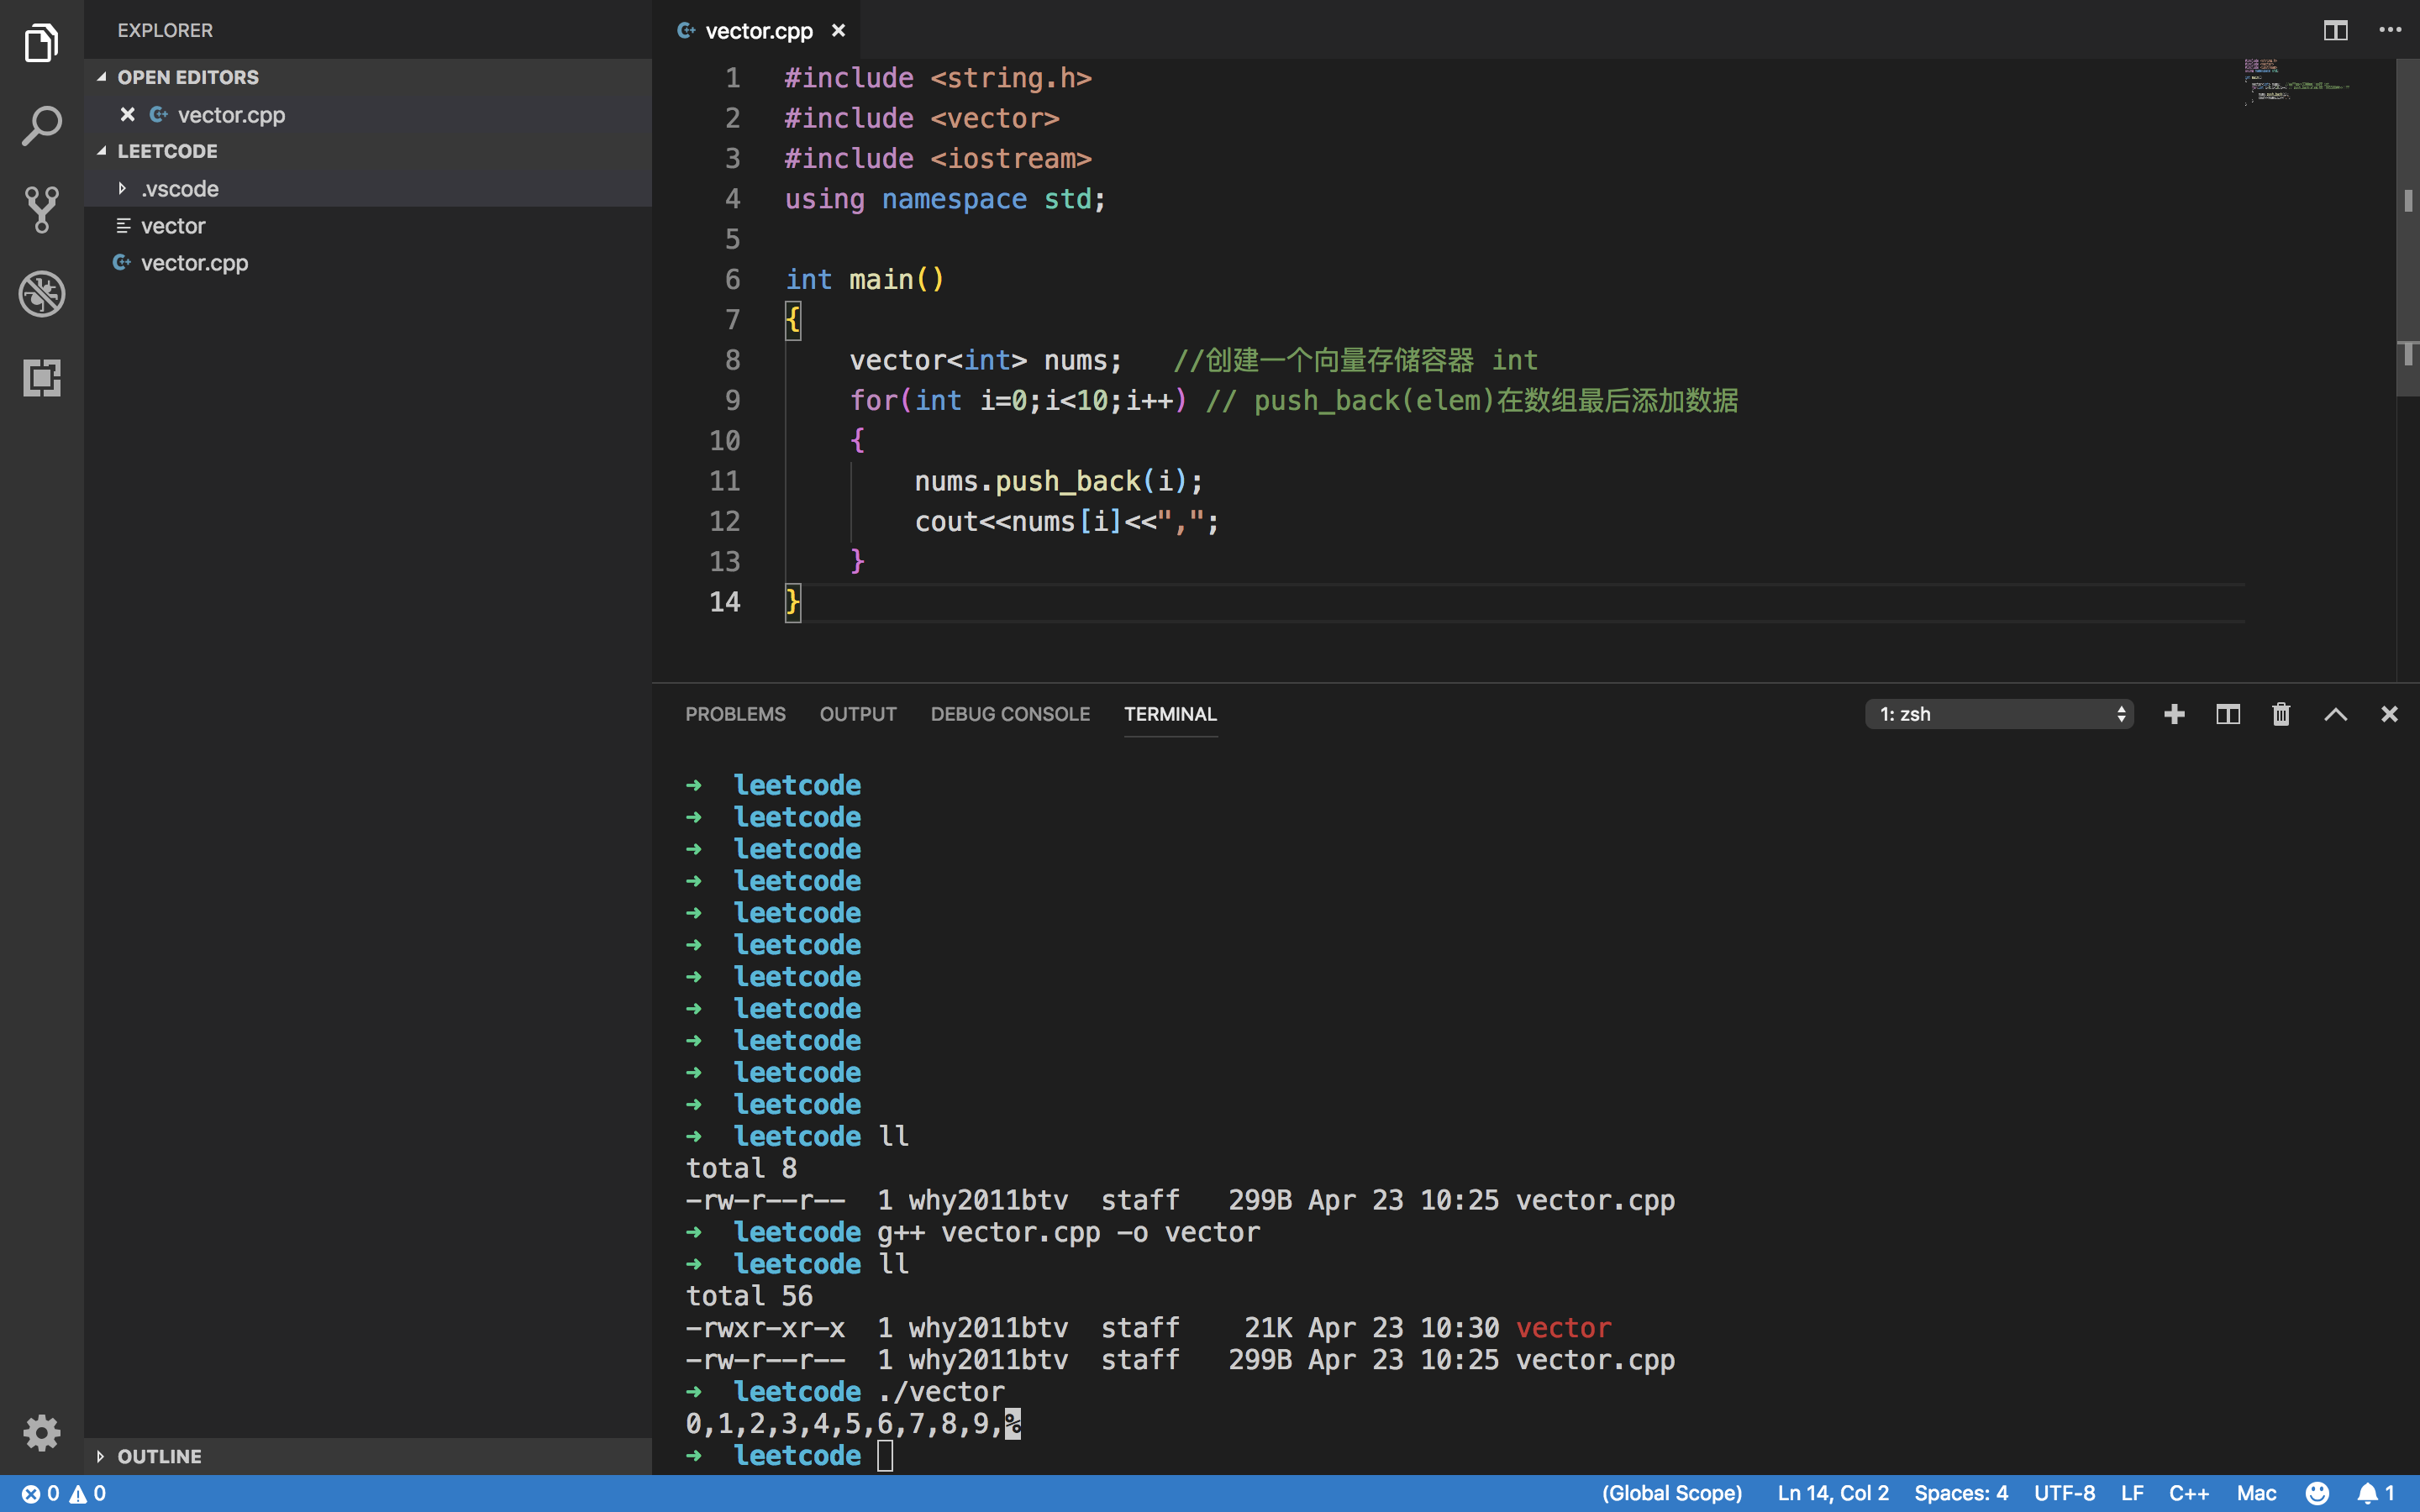 EXPLORER
OPEN EDITORS
vector.cpp
LEETCODE
.vscode
vector
vector.cpp
OUTLINE
vector.cpp
1 #include <string.h>
2 #include <vector>
3 #include <iostream>
4 using namespace std;
5
6 int main()
7 {
8     vector<int> nums;   //创建一个向量存储容器 int
9     for(int i=0;i<10;i++) // push_back(elem)在数组最后添加数据
10     {
11         nums.push_back(i);
12         cout<<nums[i]<<",";
13     }
14 }
PROBLEMS OUTPUT DEBUG CONSOLE TERMINAL 1: zsh
➜  leetcode
➜  leetcode
➜  leetcode
➜  leetcode
➜  leetcode
➜  leetcode
➜  leetcode
➜  leetcode
➜  leetcode
➜  leetcode
➜  leetcode
➜  leetcode ll
total 8
-rw-r--r--  1 why2011btv  staff   299B Apr 23 10:25 vector.cpp
➜  leetcode g++ vector.cpp -o vector
➜  leetcode ll
total 56
-rwxr-xr-x  1 why2011btv  staff    21K Apr 23 10:30 vector
-rw-r--r--  1 why2011btv  staff   299B Apr 23 10:25 vector.cpp
➜  leetcode ./vector
0,1,2,3,4,5,6,7,8,9,%
➜  leetcode
0 0 (Global Scope) Ln 14, Col 2 Spaces: 4 UTF-8 LF C++ Mac 1